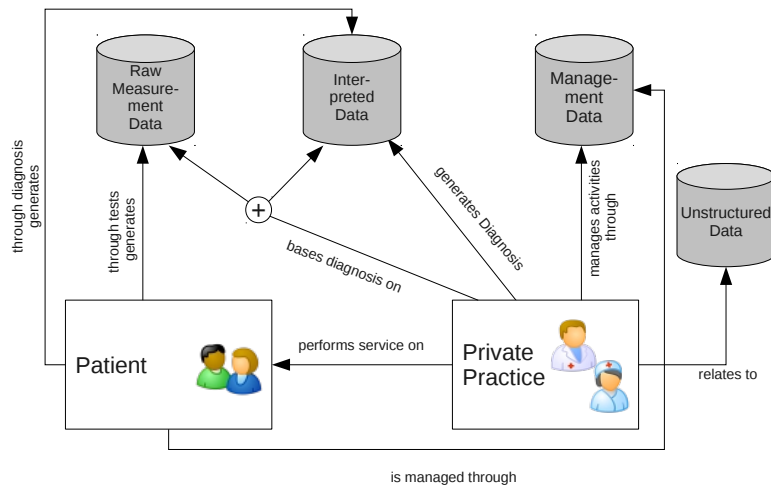 Raw
Measure-
ment
Data
Inter-
preted
Data
Manage-
ment
Data
Unstructured
Data
through diagnosis
generates
through tests
generates
+
bases diagnosis on
generates Diagnosis
manages activities
through
Patient
performs service on
Private
Practice
relates to
is managed through